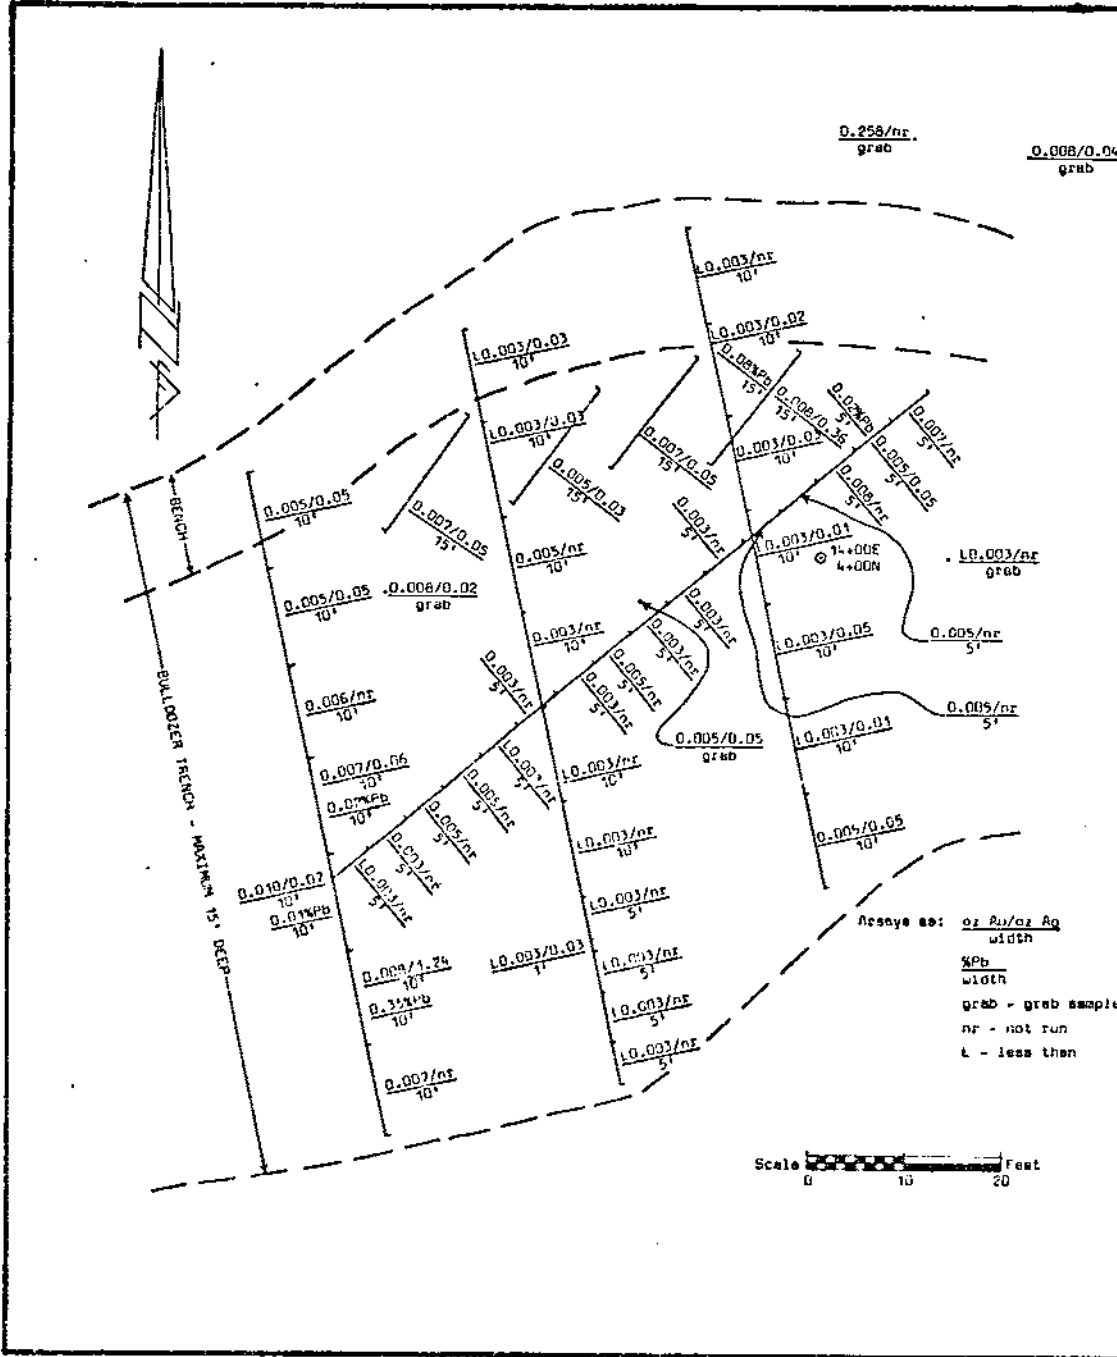 0.258/nr
grab
0.008/0.04
grab
L0.003/nr
10'
L0.003/0.02
10'
0.08%Pb
15'
0.008/0.36
15'
0.02%Pb
5'
0.007/nr
5'
0.005/0.05
5'
0.008/nr
5'
L0.003/0.03
10'
L0.003/0.03
10'
0.005/0.03
15'
0.007/0.05
15'
0.003/nr
5'
10'
BENCH
0.005/0.05
10'
0.007/0.05
15'
0.005/nr
10'
L0.003/0.01
10'
14+00E
4+00N
L0.003/nr
grab
0.005/0.05
10'
0.008/0.02
grab
0.003/nr
10'
0.003/nr
5'
0.003/nr
5'
L0.003/0.05
10'
0.005/nr
5'
BULLDOZER TRENCH - MAXIMUM 15' DEEP
0.006/nr
10'
0.003/nr
5'
0.005/nr
5'
0.003/nr
5'
0.005/nr
5'
0.005/0.05
grab
L0.003/0.01
10'
0.007/0.06
10'
10'
L0.003/nr
5'
0.005/nr
5'
0.005/nr
5'
0.003/nr
5'
L0.003/nr
5'
L0.003/nr
10'
L0.003/nr
10'
0.005/0.05
10'
0.010/0.02
10'
0.01%Pb
10'
L0.003/nr
5'
L0.003/0.03
1'
L0.003/nr
5'
10'
0.35%Pb
10'
L0.003/nr
5'
L0.003/nr
5'
0.007/nr
10'
Assays as: oz Au/oz Ag
width
%Pb
width
grab - grab sample
nr - not run
L - less than
Scale
Feet
0 10 20